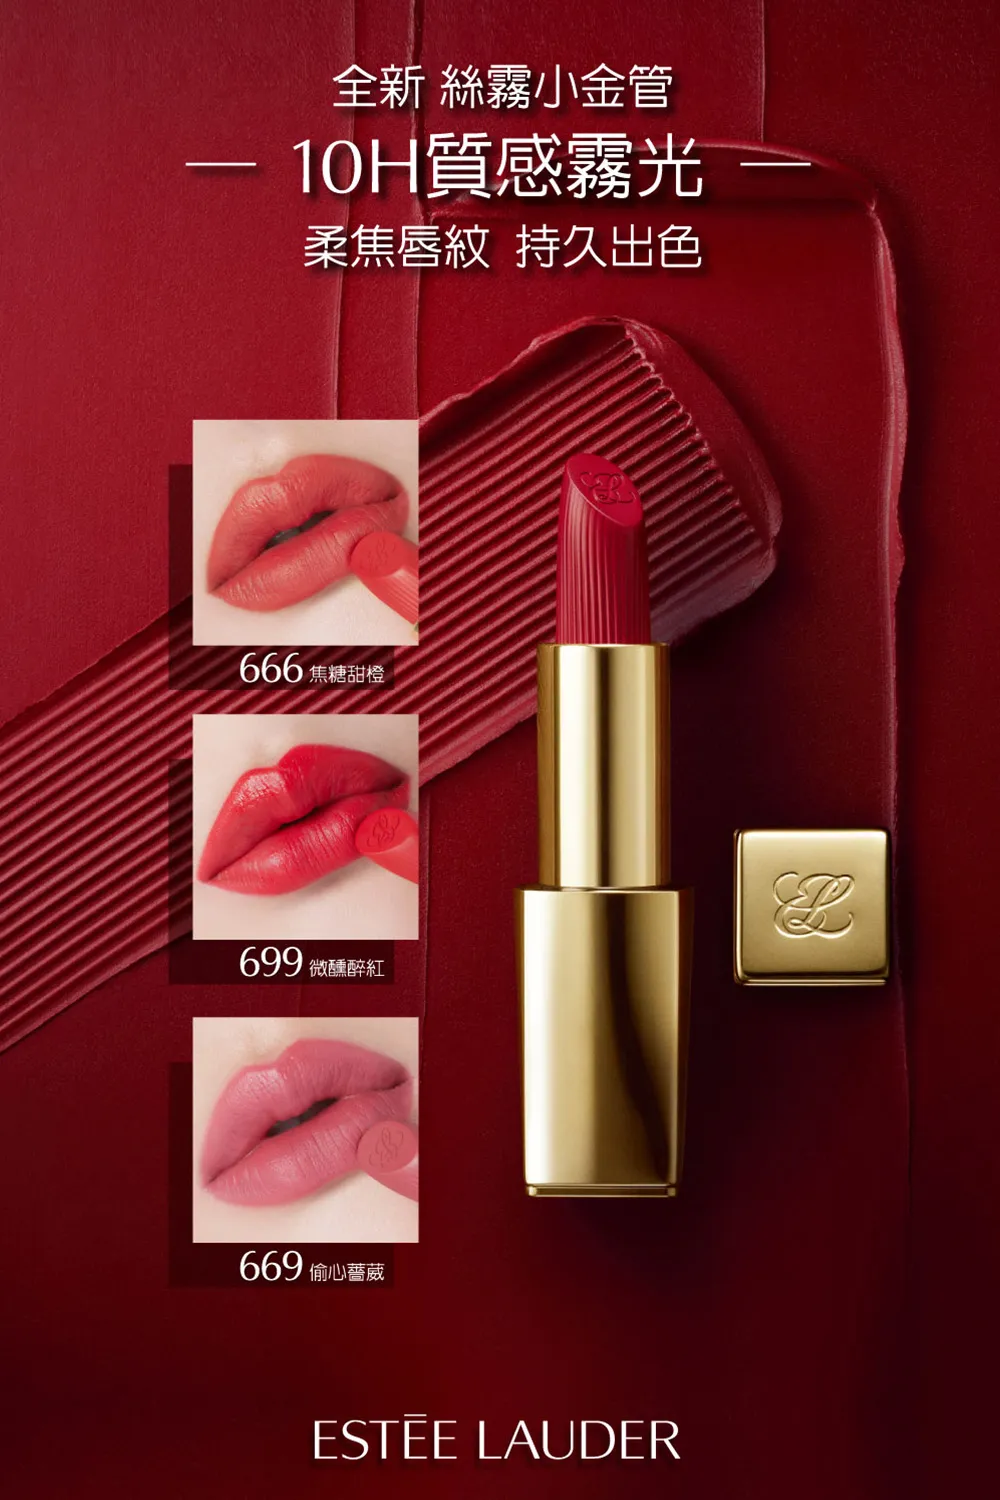 全新 絲霧小金管
10H質感霧光
柔焦唇紋 持久出色
666 焦糖甜橙
699 微醺醉紅
669 偷心薔薇
ESTĒE LAUDER